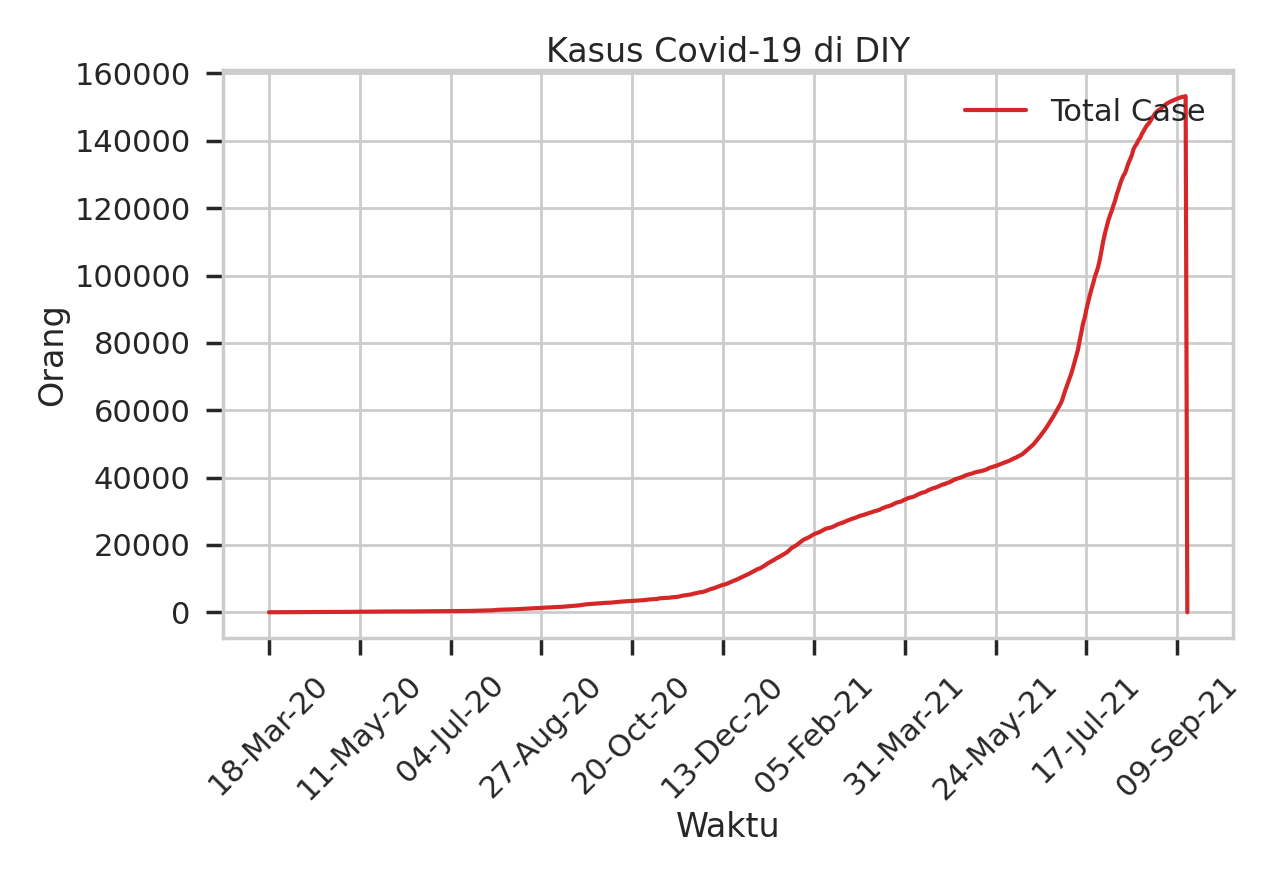 Kasus Covid-19 di DIY
Total Case
160000
140000
120000
100000
80000
60000
40000
20000
0
Orang
18-Mar-20
11-May-20
04-Jul-20
27-Aug-20
20-Oct-20
13-Dec-20
05-Feb-21
31-Mar-21
24-May-21
17-Jul-21
09-Sep-21
Waktu